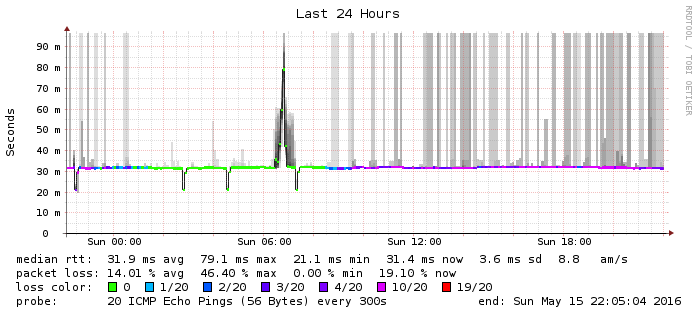 Last 24 Hours
RRDTOOL / TOBI OETIKER
Seconds
90 m
80 m
70 m
60 m
50 m
40 m
30 m
20 m
10 m
0
Sun 00:00 Sun 06:00 Sun 12:00 Sun 18:00
median rtt: 31.9 ms avg 79.1 ms max 21.1 ms min 31.4 ms now 3.6 ms sd 8.8 am/s
packet loss: 14.01 % avg 46.40 % max 0.00 % min 19.10 % now
loss color: 0 1/20 2/20 3/20 4/20 10/20 19/20
probe: 20 ICMP Echo Pings (56 Bytes) every 300s end: Sun May 15 22:05:04 2016